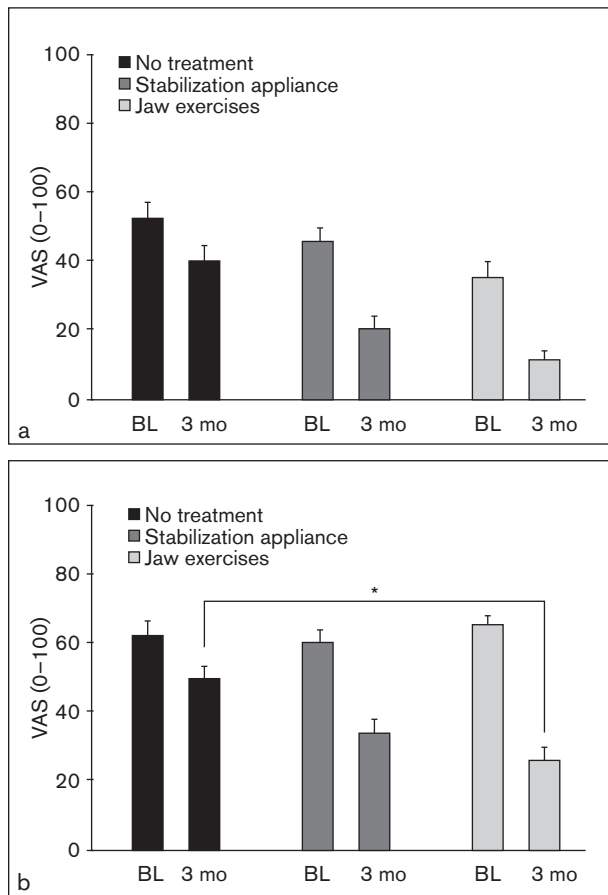 100
80
60
40
20
0
VAS (0–100)
No treatment
Stabilization appliance
Jaw exercises
BL 3 mo BL 3 mo BL 3 mo
a
100
80
60
40
20
0
VAS (0–100)
No treatment
Stabilization appliance
Jaw exercises
*
BL 3 mo BL 3 mo BL 3 mo
b